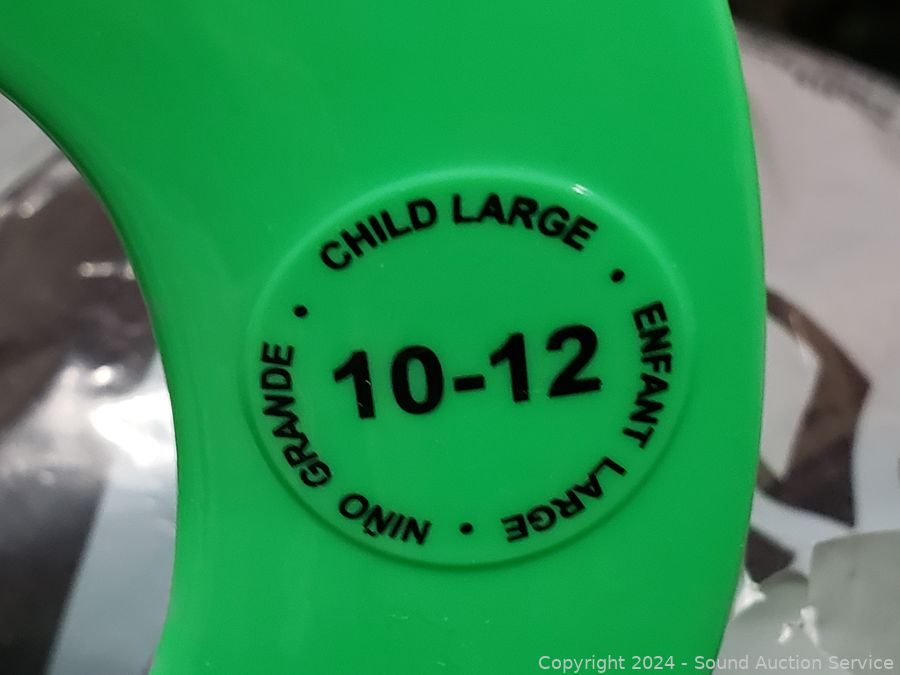 CHILD LARGE
•
ENFANT LARGE
•
NIÑO GRANDE
•
10-12
Copyright 2024 - Sound Auction Service